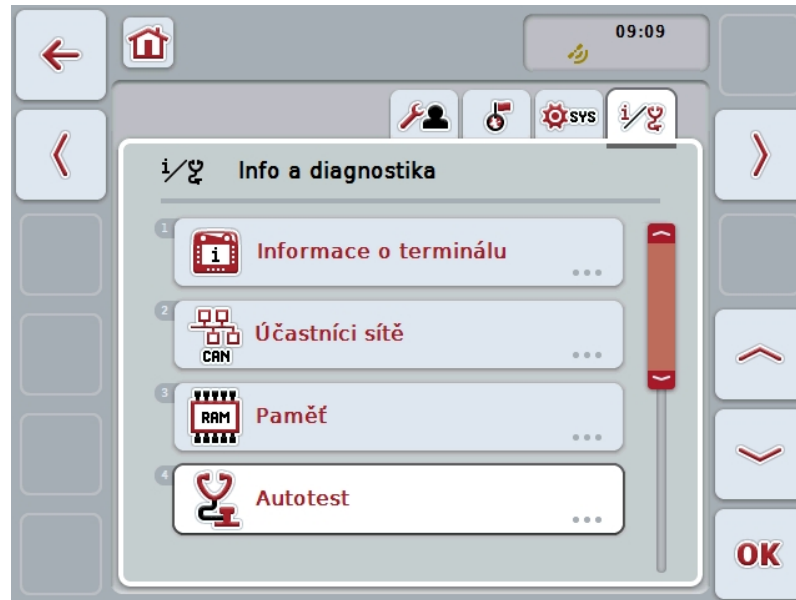 09:09
SYS
i
i Info a diagnostika
1
i
Informace o terminálu
2
CAN
Účastníci sítě
3
RAM
Paměť
4
Autotest
OK